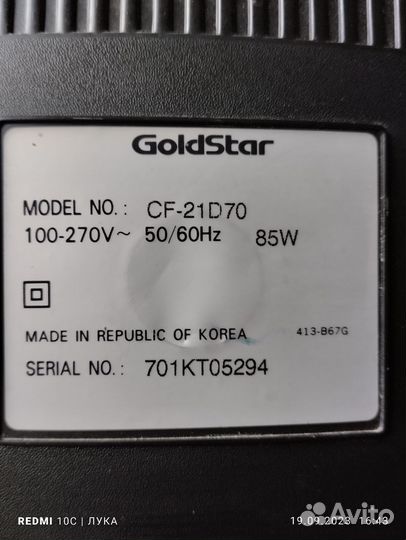 GoldStar
MODEL NO.: CF-21D70
100-270V~ 50/60Hz 85W
MADE IN REPUBLIC OF KOREA 413-B67G
SERIAL NO.: 701KT05294
REDMI 10C | ЛУКА 19.09.2023 16:43
Avito